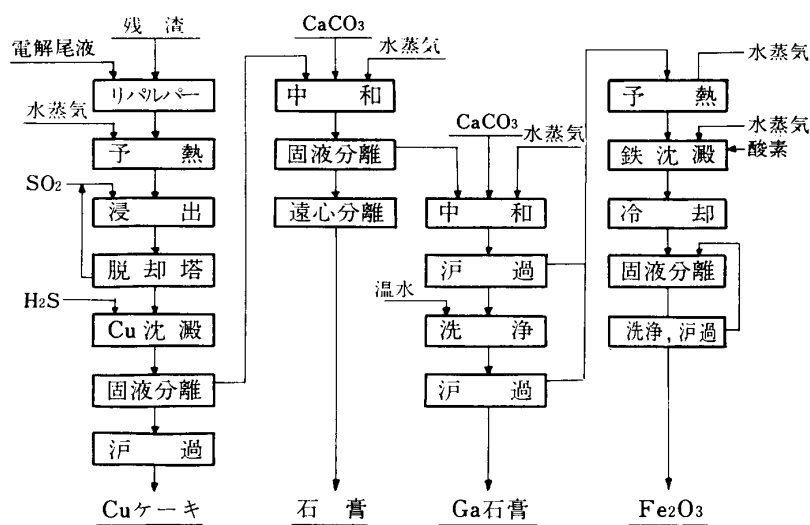 残渣
電解尾液
リパルパー
水蒸気
予熱
SO2
浸出
脱却塔
H2S
Cu沈澱
固液分離
沪過
Cuケーキ
CaCO3
水蒸気
中和
固液分離
遠心分離
石膏
CaCO3
水蒸気
中和
沪過
温水
洗浄
沪過
Ga石膏
水蒸気
予熱
水蒸気
酸素
鉄沈澱
冷却
固液分離
洗浄,沪過
Fe2O3